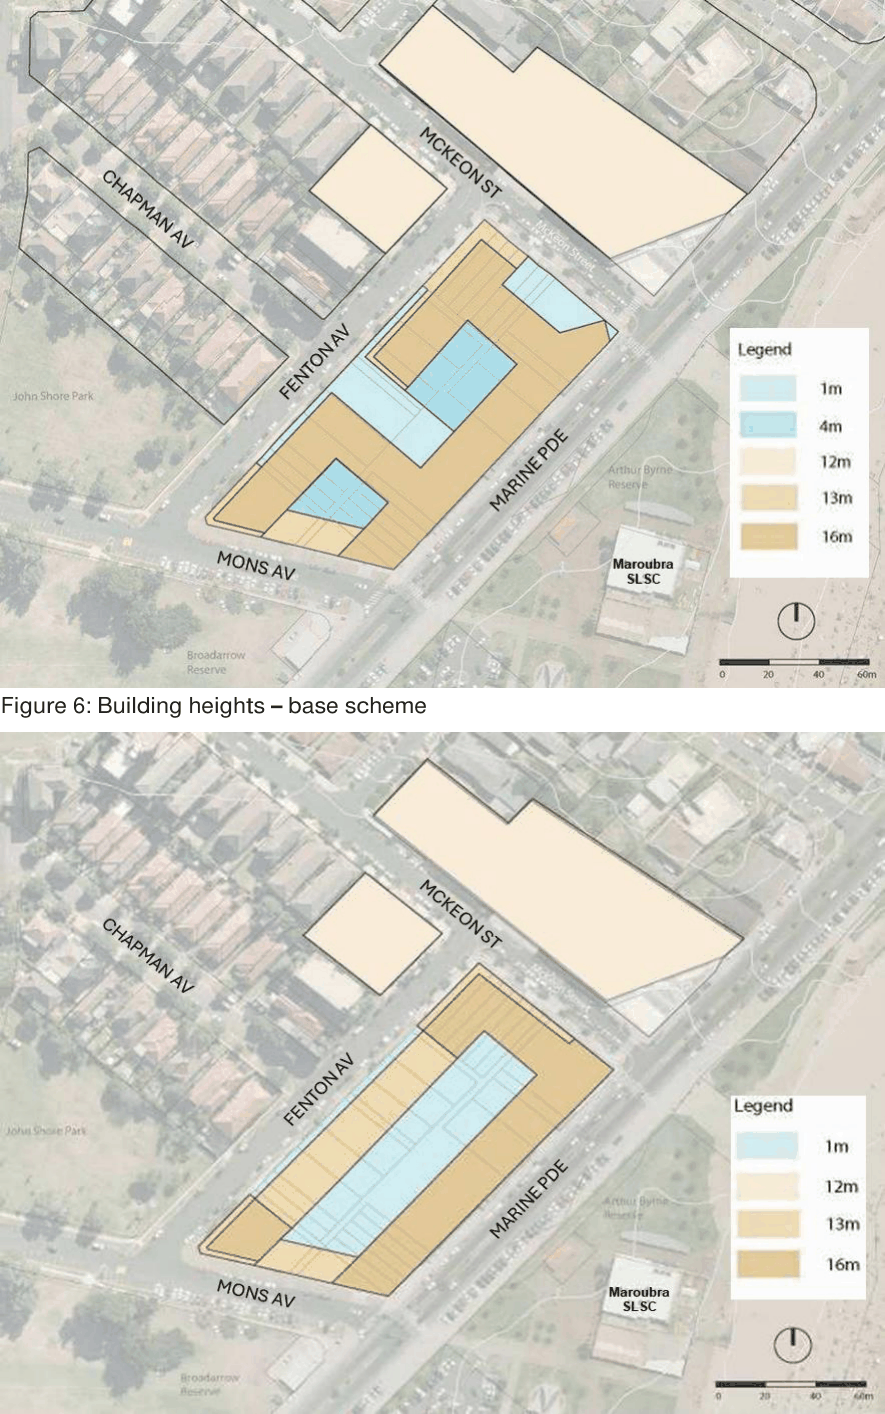 MCKEON ST
CHAPMAN AV
McKeon Street
FENTON AV
John Shore Park
MARINE PDE
Arthur Byrne
Reserve
MONS AV
Maroubra
SLSC
Broadarrow
Reserve
Legend
1m
4m
12m
13m
16m
0 20 40 60m
Figure 6: Building heights – base scheme
MCKEON ST
CHAPMAN AV
FENTON AV
John Shore Park
MARINE PDE
Arthur Byrne
Reserve
MONS AV
Maroubra
SLSC
Broadarrow
Reserve
Legend
1m
12m
13m
16m
0 20 40 60m